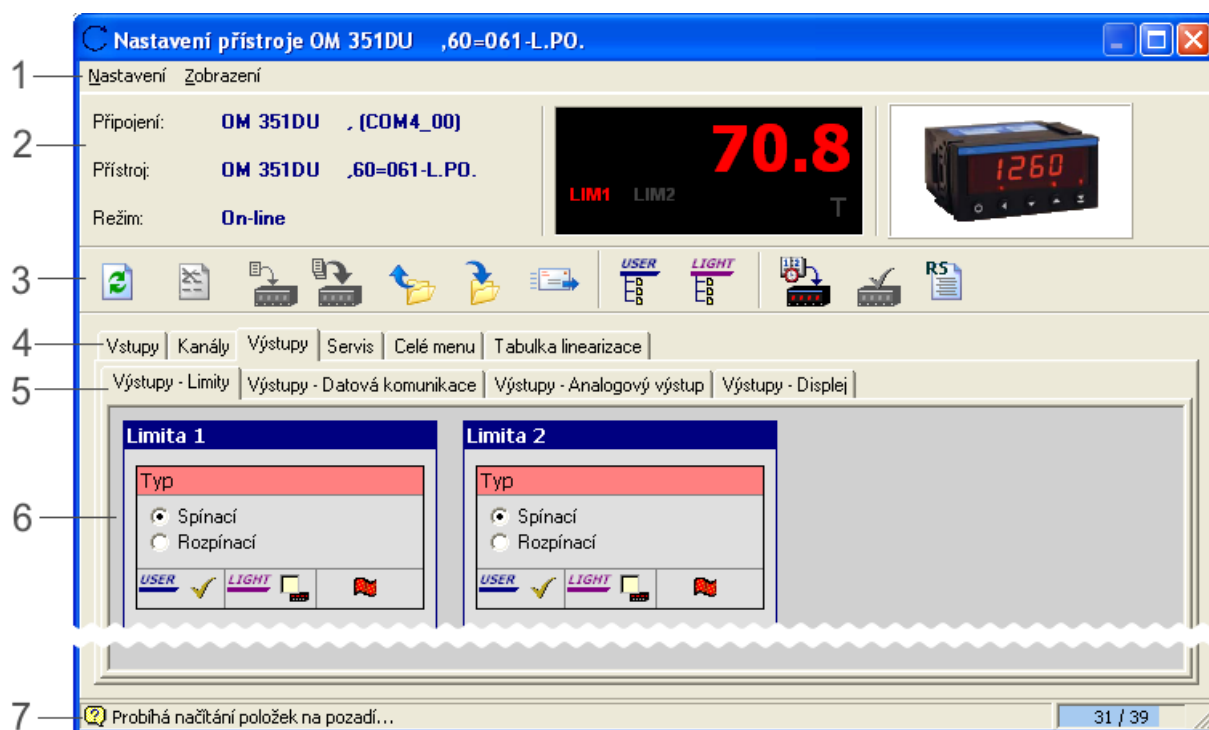 Nastavení přístroje OM 351DU ,60=061-L.PO.
1
Nastavení Zobrazení
2
Připojení: OM 351DU , (COM4_00)
Přístroj: OM 351DU ,60=061-L.PO.
Režim: On-line
70.8
LIM1 LIM2 T
1260
3
USER LIGHT 123 RS
4
Vstupy Kanály Výstupy Servis Celé menu Tabulka linearizace
5
Výstupy - Limity Výstupy - Datová komunikace Výstupy - Analogový výstup Výstupy - Displej
6
Limita 1
Typ
Spínací
Rozpínací
USER LIGHT
Limita 2
Typ
Spínací
Rozpínací
USER LIGHT
7
Probíhá načítání položek na pozadí...
31 / 39